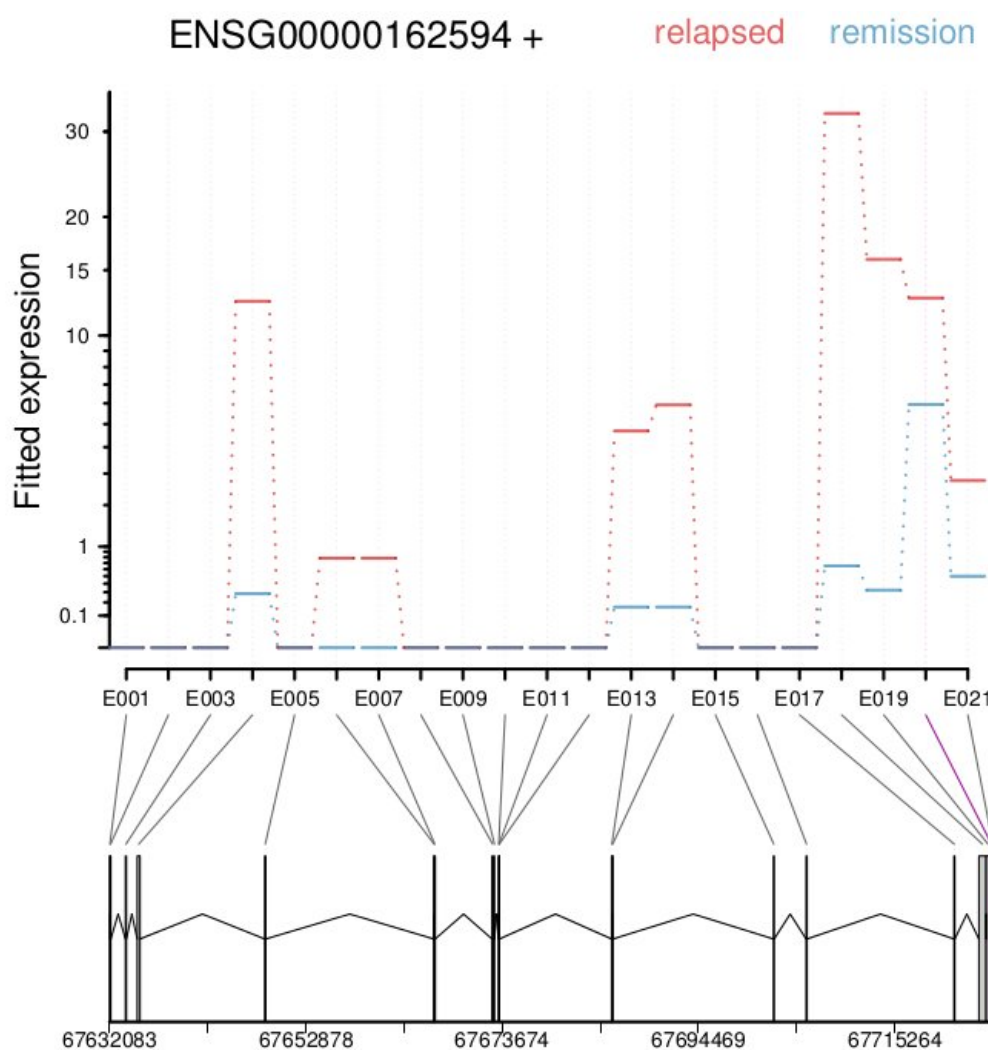 ENSG00000162594 + relapsed remission
Fitted expression
30
20
15
10
1
0.1
E001 E003 E005 E007 E009 E011 E013 E015 E017 E019 E021
67632083 67652878 67673674 67694469 67715264